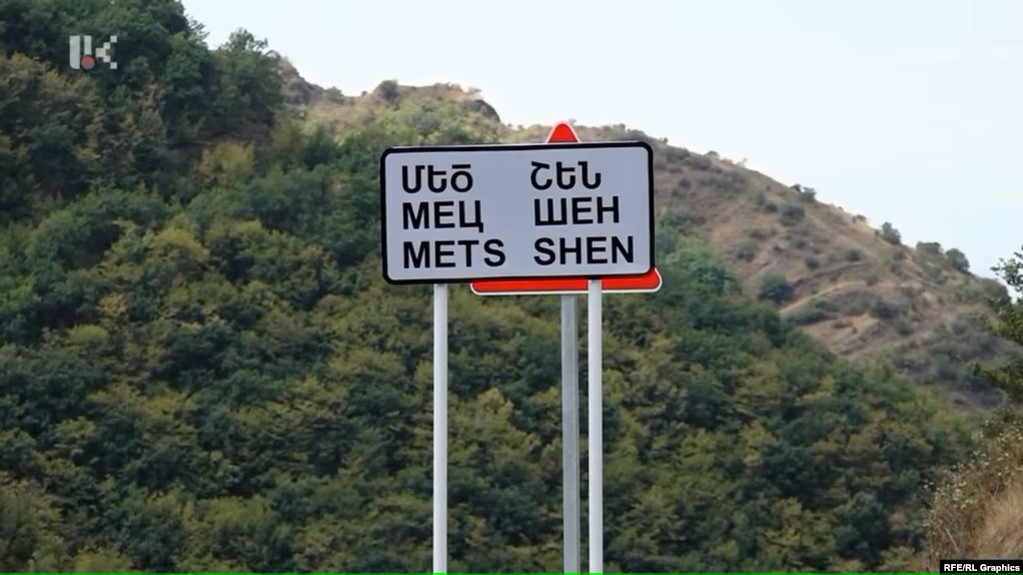 ՄԵԾ ՇԵՆ
МЕЦ ШЕН
METS SHEN
RFE/RL Graphics